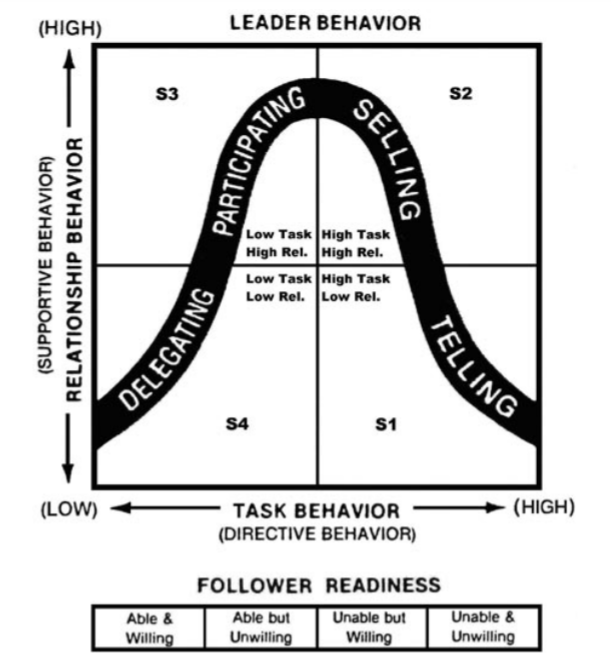 LEADER BEHAVIOR
(HIGH)
S3
S2
PARTICIPATING
SELLING
(SUPPORTIVE BEHAVIOR)
RELATIONSHIP BEHAVIOR
Low Task High Task
High Rel. High Rel.
Low Task High Task
Low Rel. Low Rel.
DELEGATING
TELLING
S4
S1
(LOW)
TASK BEHAVIOR
(HIGH)
(DIRECTIVE BEHAVIOR)
FOLLOWER READINESS
Able &
Willing
Able but
Unwilling
Unable but
Willing
Unable &
Unwilling